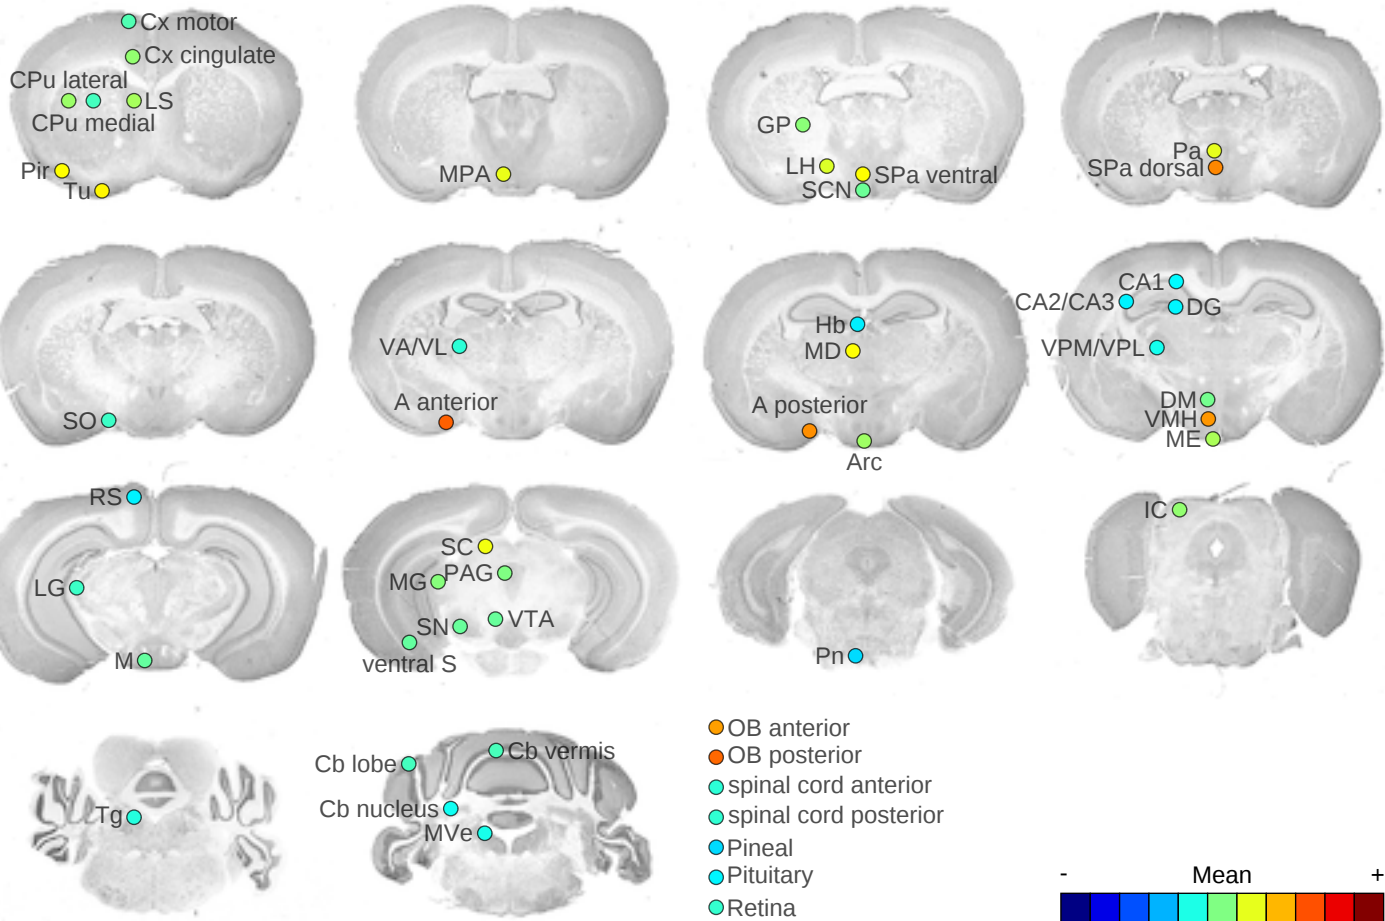 Cx motor
Cx cingulate
CPu lateral
LS
CPu medial
Pir
Tu
MPA
GP
LH
SPa ventral
SCN
Pa
SPa dorsal
SO
VA/VL
A anterior
Hb
MD
A posterior
Arc
CA1
CA2/CA3
DG
VPM/VPL
DM
VMH
ME
RS
LG
M
SC
MG
PAG
SN
VTA
ventral S
Pn
IC
Tg
Cb lobe
Cb vermis
Cb nucleus
MVe
OB anterior
OB posterior
spinal cord anterior
spinal cord posterior
Pineal
Pituitary
Retina
- Mean +